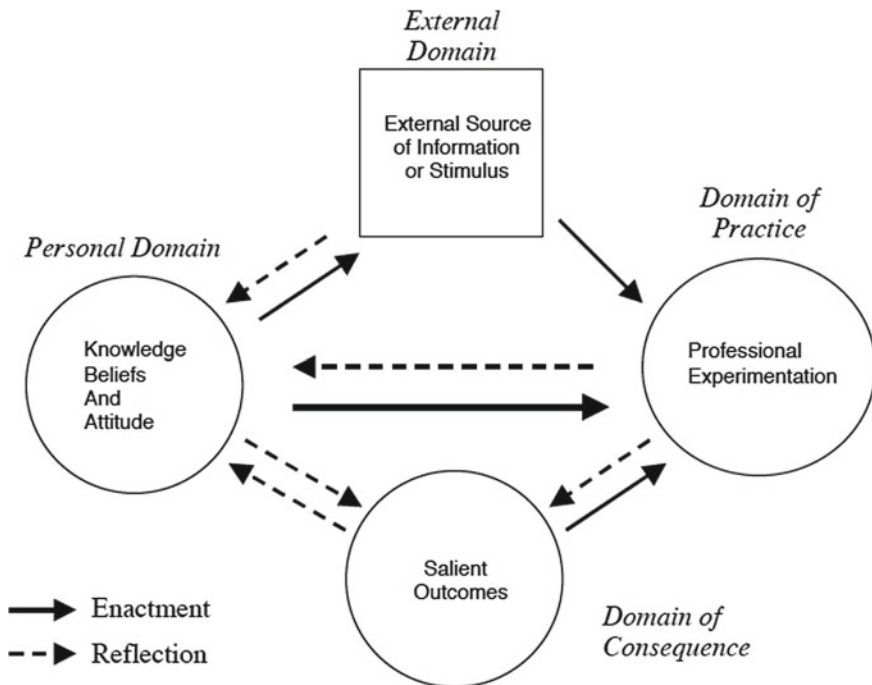 External
Domain
External Source
of Information
or Stimulus
Domain of
Practice
Personal Domain
Knowledge
Beliefs
And
Attitude
Professional
Experimentation
Salient
Outcomes
Enactment
Reflection
Domain of
Consequence